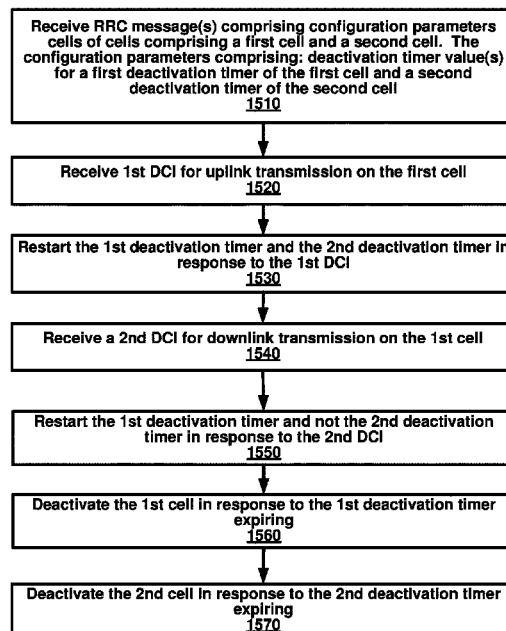 Receive RRC message(s) comprising configuration parameters
cells of cells comprising a first cell and a second cell. The
configuration parameters comprising: deactivation timer value(s)
for a first deactivation timer of the first cell and a second
deactivation timer of the second cell
1510
Receive 1st DCI for uplink transmission on the first cell
1520
Restart the 1st deactivation timer and the 2nd deactivation timer in
response to the 1st DCI
1530
Receive a 2nd DCI for downlink transmission on the 1st cell
1540
Restart the 1st deactivation timer and not the 2nd deactivation
timer in response to the 2nd DCI
1550
Deactivate the 1st cell in response to the 1st deactivation timer
expiring
1560
Deactivate the 2nd cell in response to the 2nd deactivation timer
expiring
1570